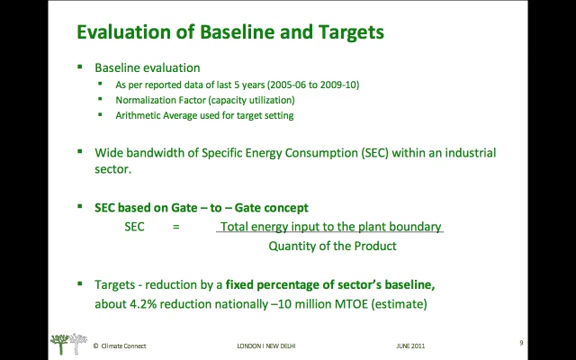 Evaluation of Baseline and Targets
▪ Baseline evaluation
▪ As per reported data of last 5 years (2005-06 to 2009-10)
▪ Normalization Factor (capacity utilization)
▪ Arithmetic Average used for target setting
▪ Wide bandwidth of Specific Energy Consumption (SEC) within an industrial
sector.
▪ SEC based on Gate – to – Gate concept
SEC = Total energy input to the plant boundary
Quantity of the Product
▪ Targets - reduction by a fixed percentage of sector's baseline,
about 4.2% reduction nationally –10 million MTOE (estimate)
© Climate Connect LONDON I NEW DELHI JUNE 2011 9